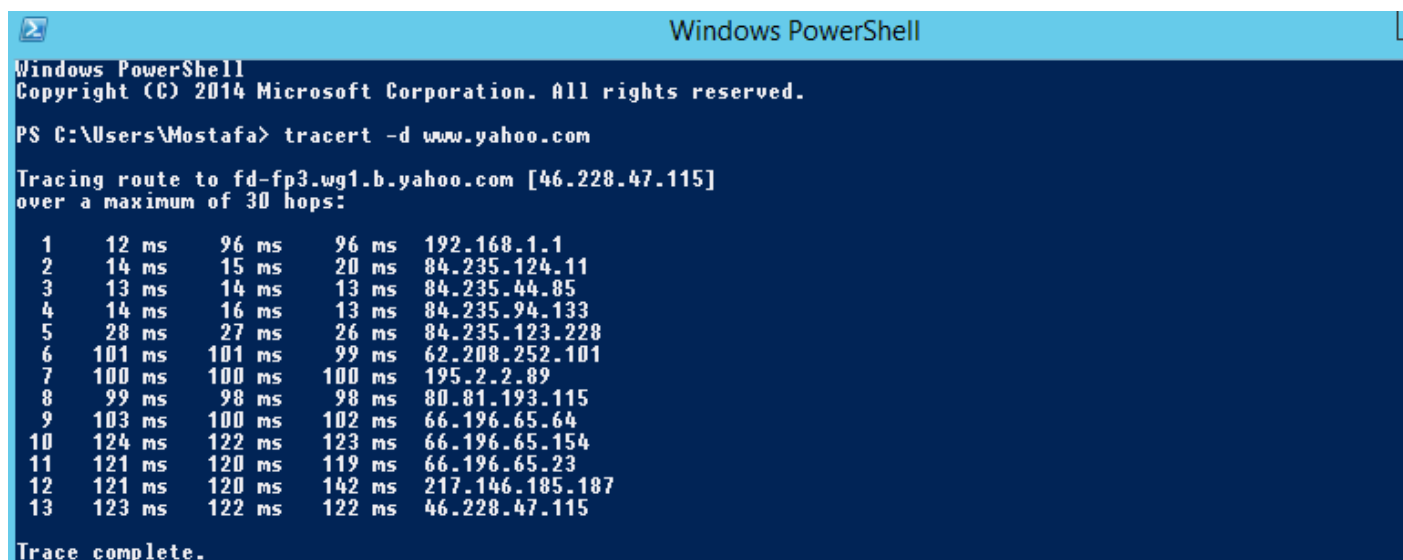 Windows PowerShell
Windows PowerShell
Copyright (C) 2014 Microsoft Corporation. All rights reserved.
PS C:\Users\Mostafa> tracert -d www.yahoo.com
Tracing route to fd-fp3.wg1.b.yahoo.com [46.228.47.115]
over a maximum of 30 hops:
1 12 ms 96 ms 96 ms 192.168.1.1
2 14 ms 15 ms 20 ms 84.235.124.11
3 13 ms 14 ms 13 ms 84.235.44.85
4 14 ms 16 ms 13 ms 84.235.94.133
5 28 ms 27 ms 26 ms 84.235.123.228
6 101 ms 101 ms 99 ms 62.208.252.101
7 100 ms 100 ms 100 ms 195.2.2.89
8 99 ms 98 ms 98 ms 80.81.193.115
9 103 ms 100 ms 102 ms 66.196.65.64
10 124 ms 122 ms 123 ms 66.196.65.154
11 121 ms 120 ms 119 ms 66.196.65.23
12 121 ms 120 ms 142 ms 217.146.185.187
13 123 ms 122 ms 122 ms 46.228.47.115
Trace complete.